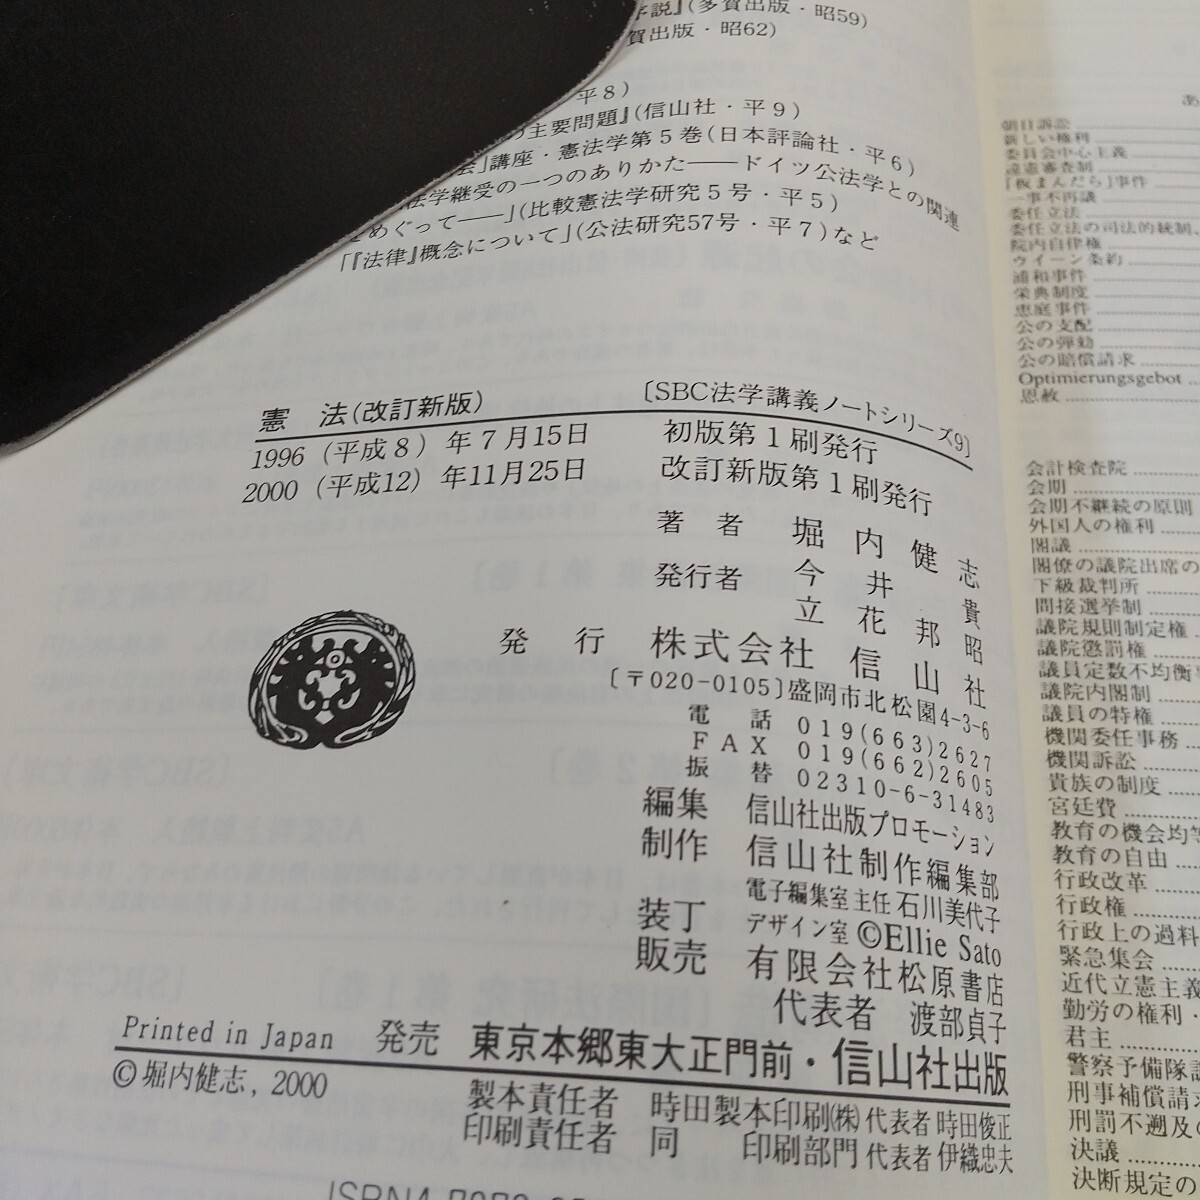 序説』(多賀出版・昭59)
賀出版・昭62)
平8)
の主要問題』(信山社・平9)
会」講座・憲法学第5巻(日本評論社・平6)
法学継受の一つのありかた――ドイツ公法学との関連
をめぐって――」(比較憲法学研究5号・平5)
「『法律』概念について」(公法研究57号・平7)など
憲 法(改訂新版)
〔SBC法学講義ノートシリーズ9〕
1996 (平成8) 年7月15日 初版第1刷発行
2000 (平成12) 年11月25日 改訂新版第1刷発行
著者 堀内健志
発行者 今井貴
立花邦昭
発行 株式会社 信山社
〔〒020-0105〕盛岡市北松園4-3-6
電話 019(663)2627
FAX 019(662)2605
振替 02310-6-31483
編集 信山社出版プロモーション
制作 信山社制作編集部
電子編集室主任 石川美代子
装丁 デザイン室 ©Ellie Sato
販売 有限会社松原書店
代表者 渡部貞子
Printed in Japan 発売 東京本郷東大正門前・信山社出版
©堀内健志, 2000
製本責任者 時田製本印刷(株) 代表者 時田俊正
印刷責任者 同 印刷部門 代表者 伊織忠夫
あ
朝日訴訟
新しい権利
委員会中心主義
違憲審査制
「板まんだら」事件
一事不再議
委任立法
委任立法の司法的統制、
院内自律権
ウイーン条約
浦和事件
栄典制度
恵庭事件
公の支配
公の弾劾
公の賠償請求
Optimierungsgebot
恩赦
会計検査院
会期
会期不継続の原則
外国人の権利
閣議
閣僚の議院出席の
下級裁判所
間接選挙制
議院規則制定権
議院懲罰権
議員定数不均衡
議院内閣制
議員の特権
機関委任事務
機関訴訟
貴族の制度
宮廷費
教育の機会均等
教育の自由
行政改革
行政権
行政上の過料
緊急集会
近代立憲主義
勤労の権利・
君主
警察予備隊訴
刑事補償請求
刑罰不遡及の
決議
決断規定の